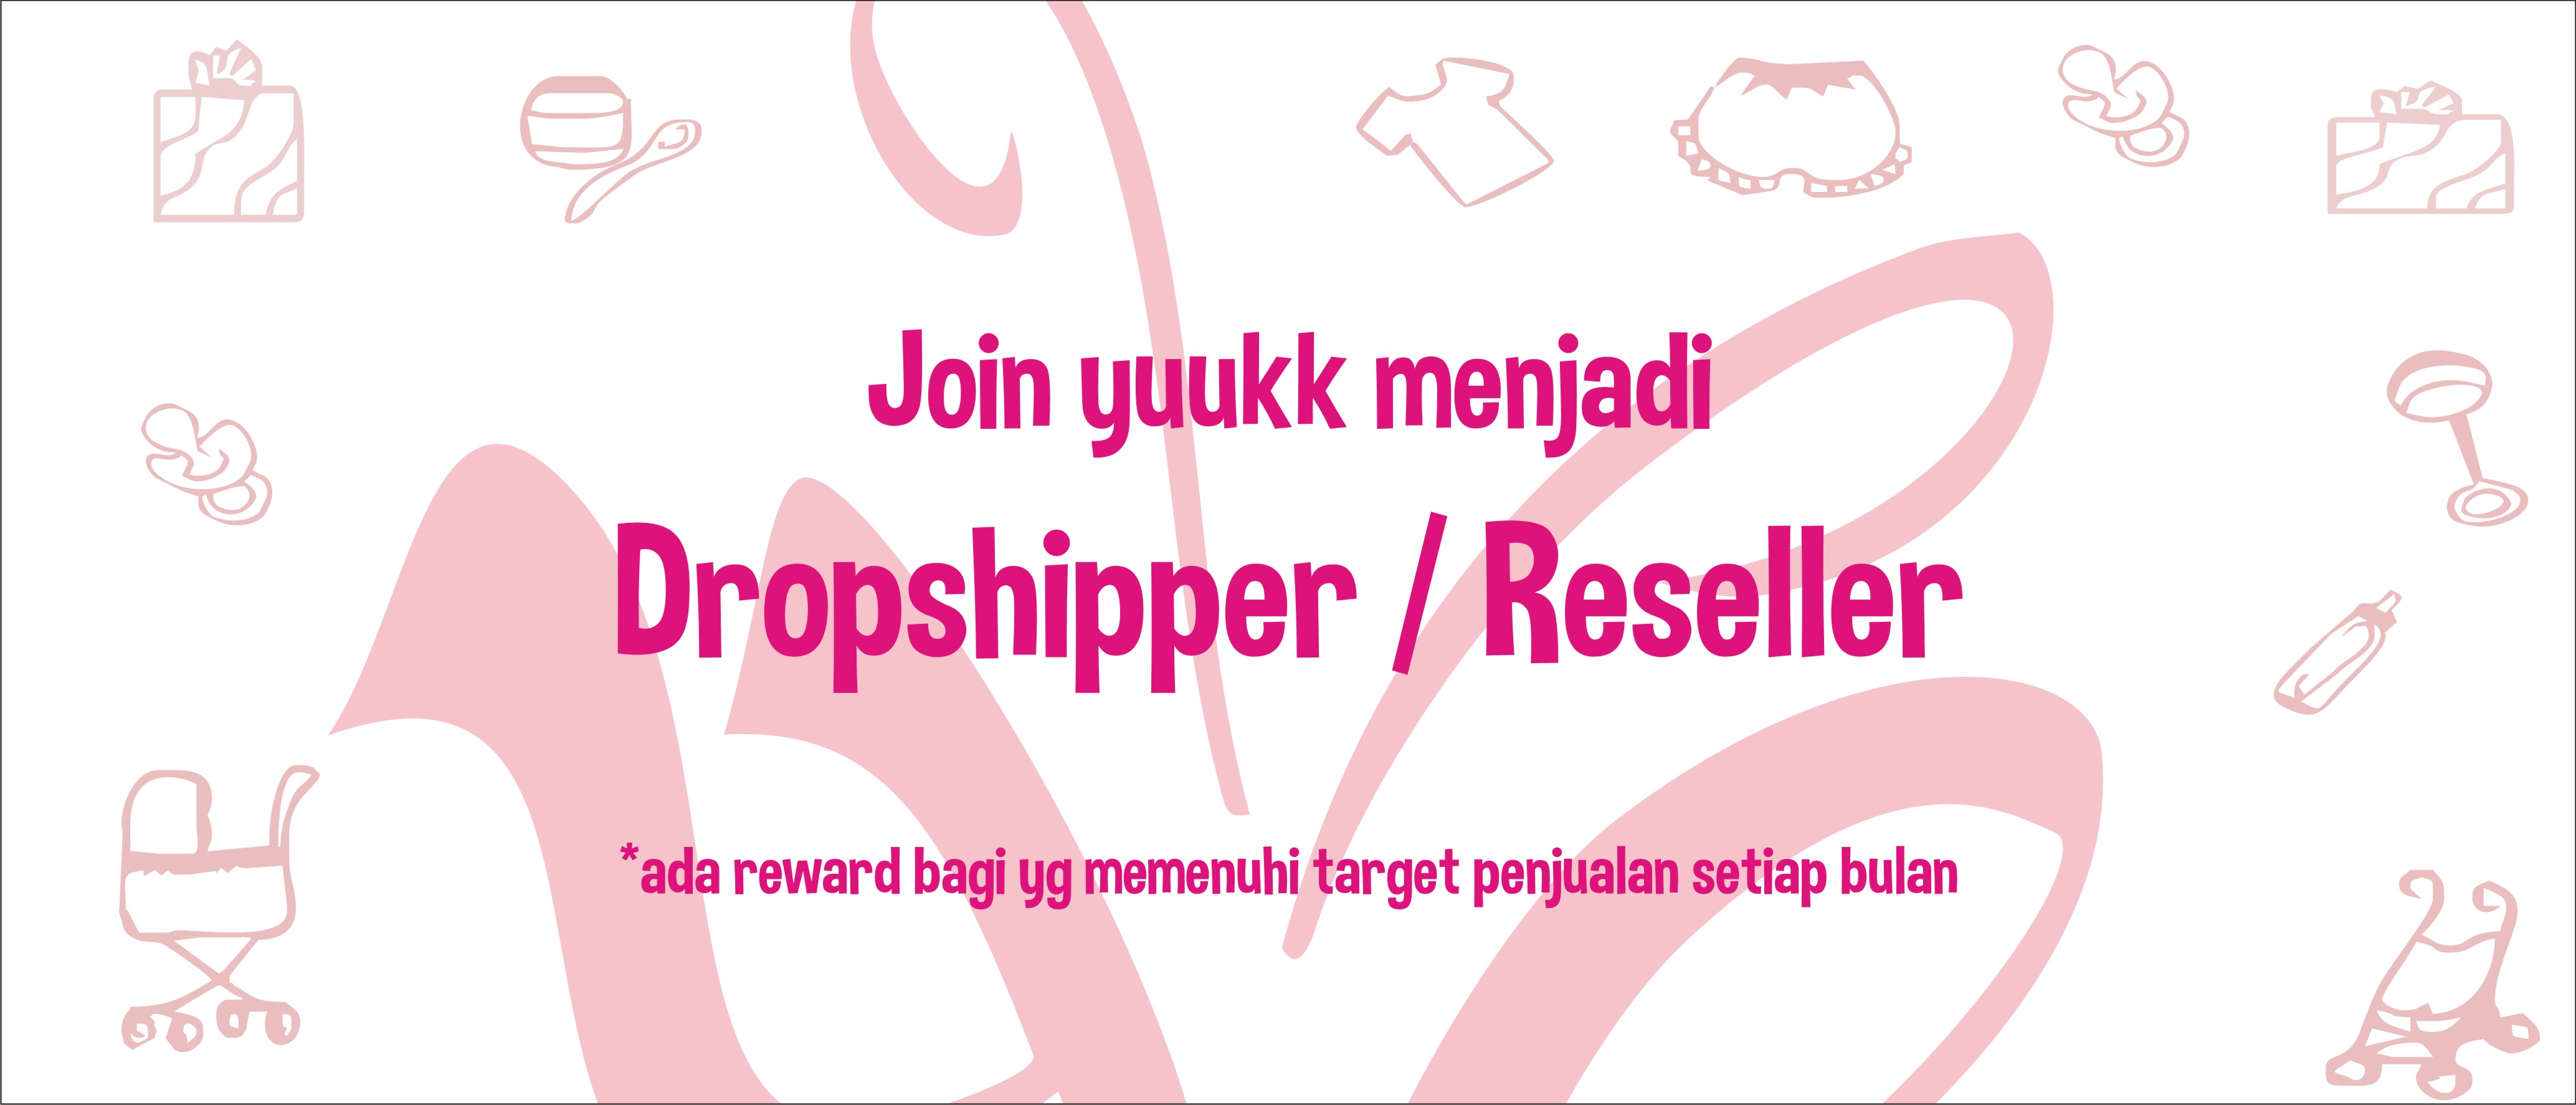 Join yuukk menjadi
Dropshipper / Reseller
*ada reward bagi yg memenuhi target penjualan setiap bulan